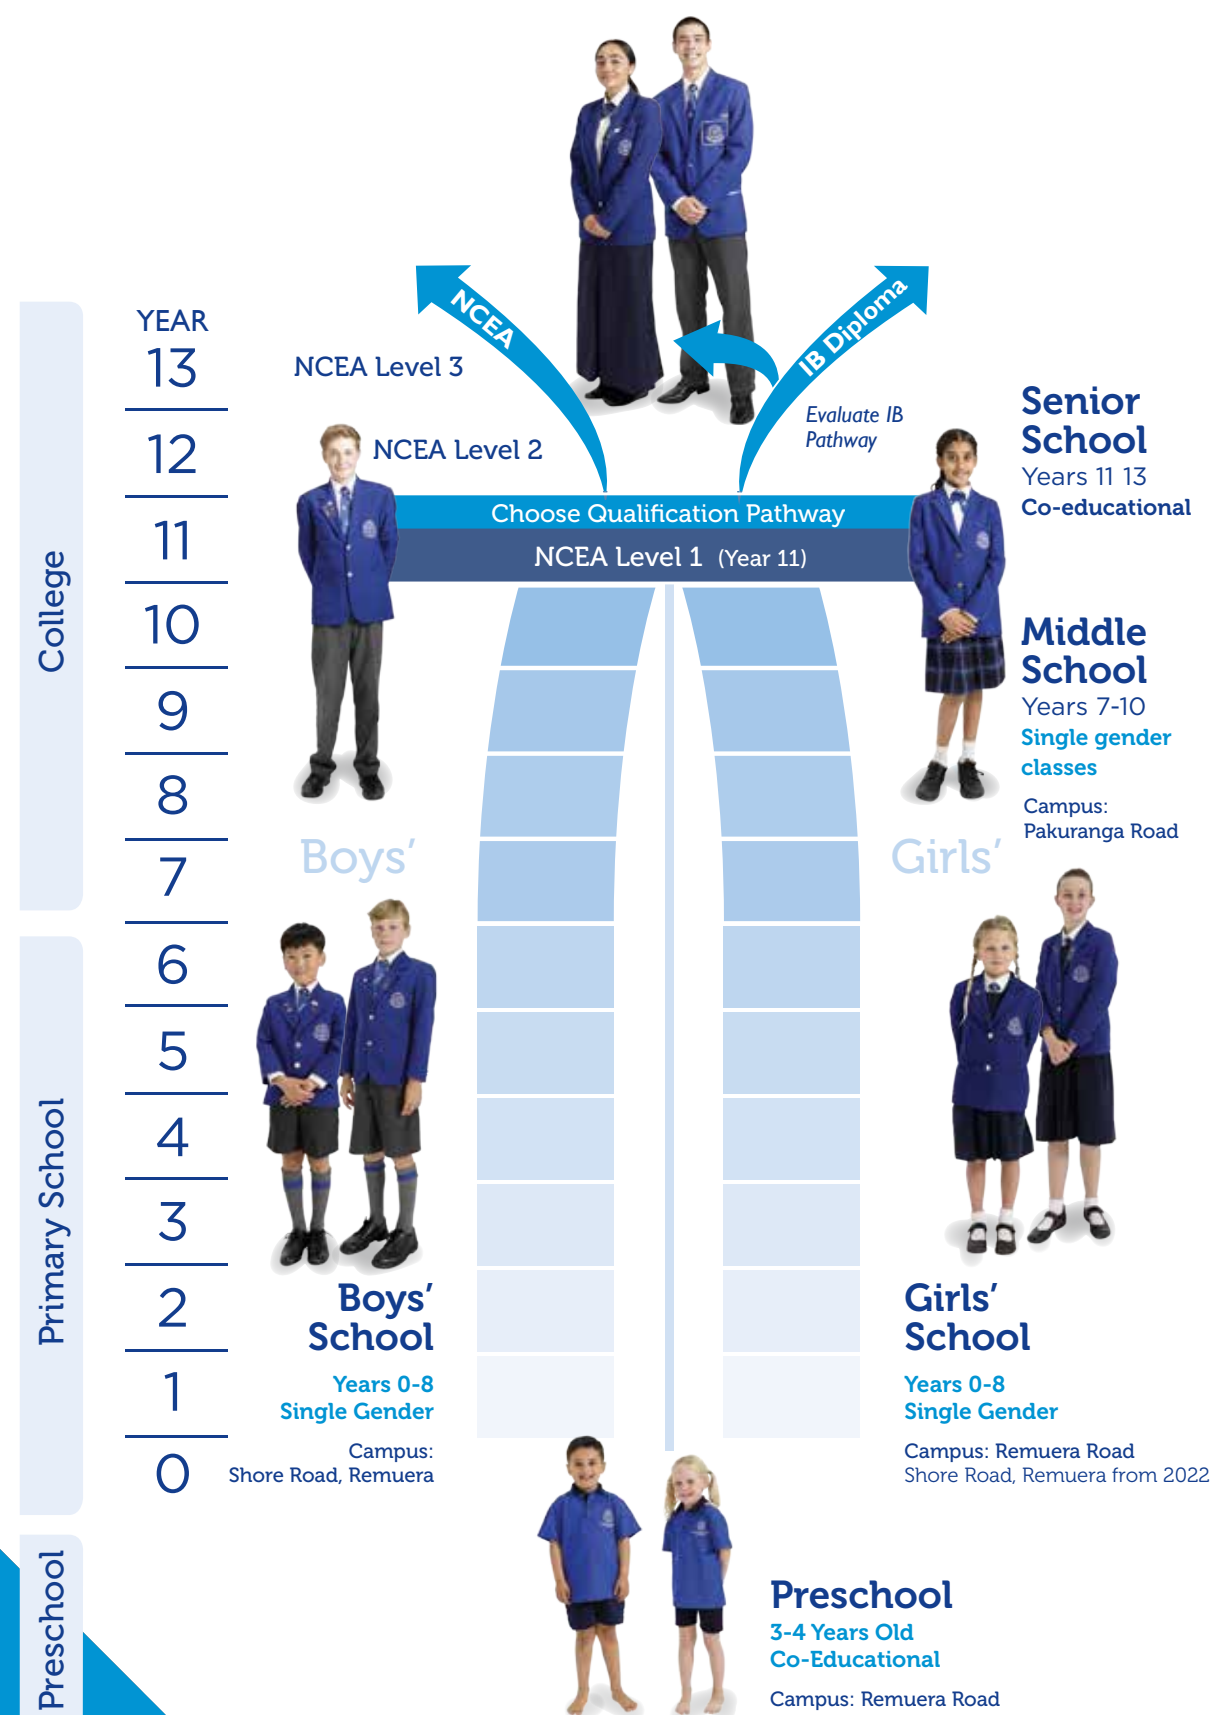 YEAR
13
12
11
10
9
8
7
6
5
4
3
2
1
0
College
Primary School
Preschool
NCEA
IB Diploma
NCEA Level 3
NCEA Level 2
Evaluate IB
Pathway
Choose Qualification Pathway
NCEA Level 1 (Year 11)
Senior
School
Years 11 13
Co-educational
Middle
School
Years 7-10
Single gender
classes
Campus:
Pakuranga Road
Boys'
Girls'
Boys'
School
Years 0-8
Single Gender
Campus:
Shore Road, Remuera
Girls'
School
Years 0-8
Single Gender
Campus: Remuera Road
Shore Road, Remuera from 2022
Preschool
3-4 Years Old
Co-Educational
Campus: Remuera Road